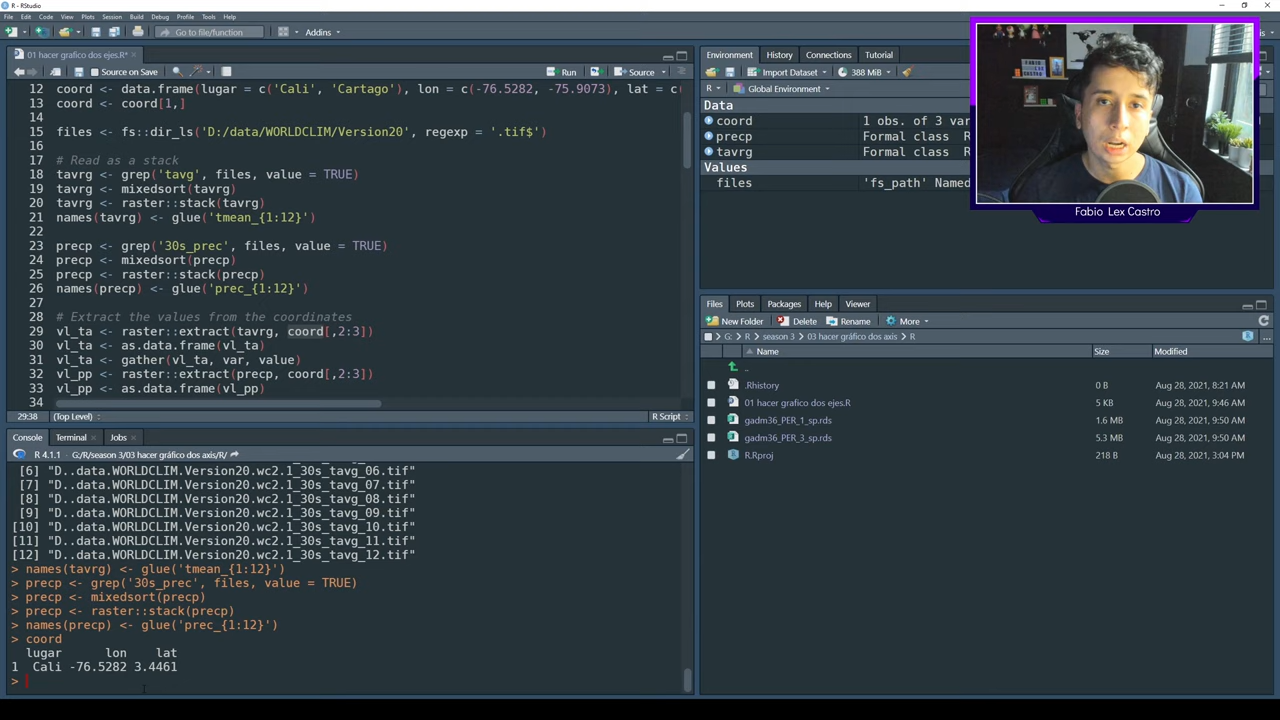 R - RStudio
File Edit Code View Plots Session Build Debug Profile Tools Help
Go to file/function
Addins
01 hacer grafico dos ejes.R*
Source on Save
Run
Source
12 coord <- data.frame(lugar = c('Cali', 'Cartago'), lon = c(-76.5282, -75.9073), lat = c(
13 coord <- coord[1,]
14
15 files <- fs::dir_ls('D:/data/WORLDCLIM/Version20', regexp = '.tif$')
16
17 # Read as a stack
18 tavrg <- grep('tavg', files, value = TRUE)
19 tavrg <- mixedsort(tavrg)
20 tavrg <- raster::stack(tavrg)
21 names(tavrg) <- glue('tmean_{1:12}')
22
23 precp <- grep('30s_prec', files, value = TRUE)
24 precp <- mixedsort(precp)
25 precp <- raster::stack(precp)
26 names(precp) <- glue('prec_{1:12}')
27
28 # Extract the values from the coordinates
29 vl_ta <- raster::extract(tavrg, coord[,2:3])
30 vl_ta <- as.data.frame(vl_ta)
31 vl_ta <- gather(vl_ta, var, value)
32 vl_pp <- raster::extract(precp, coord[,2:3])
33 vl_pp <- as.data.frame(vl_pp)
34
29:38 (Top Level) R Script
Console Terminal Jobs
R 4.1.1 · G:/R/season 3/03 hacer gráfico dos axis/R/
[6] "D..data.WORLDCLIM.Version20.wc2.1_30s_tavg_06.tif"
[7] "D..data.WORLDCLIM.Version20.wc2.1_30s_tavg_07.tif"
[8] "D..data.WORLDCLIM.Version20.wc2.1_30s_tavg_08.tif"
[9] "D..data.WORLDCLIM.Version20.wc2.1_30s_tavg_09.tif"
[10] "D..data.WORLDCLIM.Version20.wc2.1_30s_tavg_10.tif"
[11] "D..data.WORLDCLIM.Version20.wc2.1_30s_tavg_11.tif"
[12] "D..data.WORLDCLIM.Version20.wc2.1_30s_tavg_12.tif"
> names(tavrg) <- glue('tmean_{1:12}')
> precp <- grep('30s_prec', files, value = TRUE)
> precp <- mixedsort(precp)
> precp <- raster::stack(precp)
> names(precp) <- glue('prec_{1:12}')
> coord
lugar lon lat
1 Cali -76.5282 3.4461
>
Environment History Connections Tutorial
Import Dataset 388 MiB
R Global Environment
Data
coord 1 obs. of 3 var
precp Formal class R
tavrg Formal class R
Values
files 'fs_path' Named
Fabio Lex Castro
Files Plots Packages Help Viewer
New Folder Delete Rename More
G: R season 3 03 hacer gráfico dos axis R
Name Size Modified
..
.Rhistory 0 B Aug 28, 2021, 8:21 AM
01 hacer grafico dos ejes.R 5 KB Aug 28, 2021, 9:46 AM
gadm36_PER_1_sp.rds 1.6 MB Aug 28, 2021, 9:50 AM
gadm36_PER_3_sp.rds 5.3 MB Aug 28, 2021, 9:50 AM
R.Rproj 218 B Aug 21, 2021, 3:04 PM